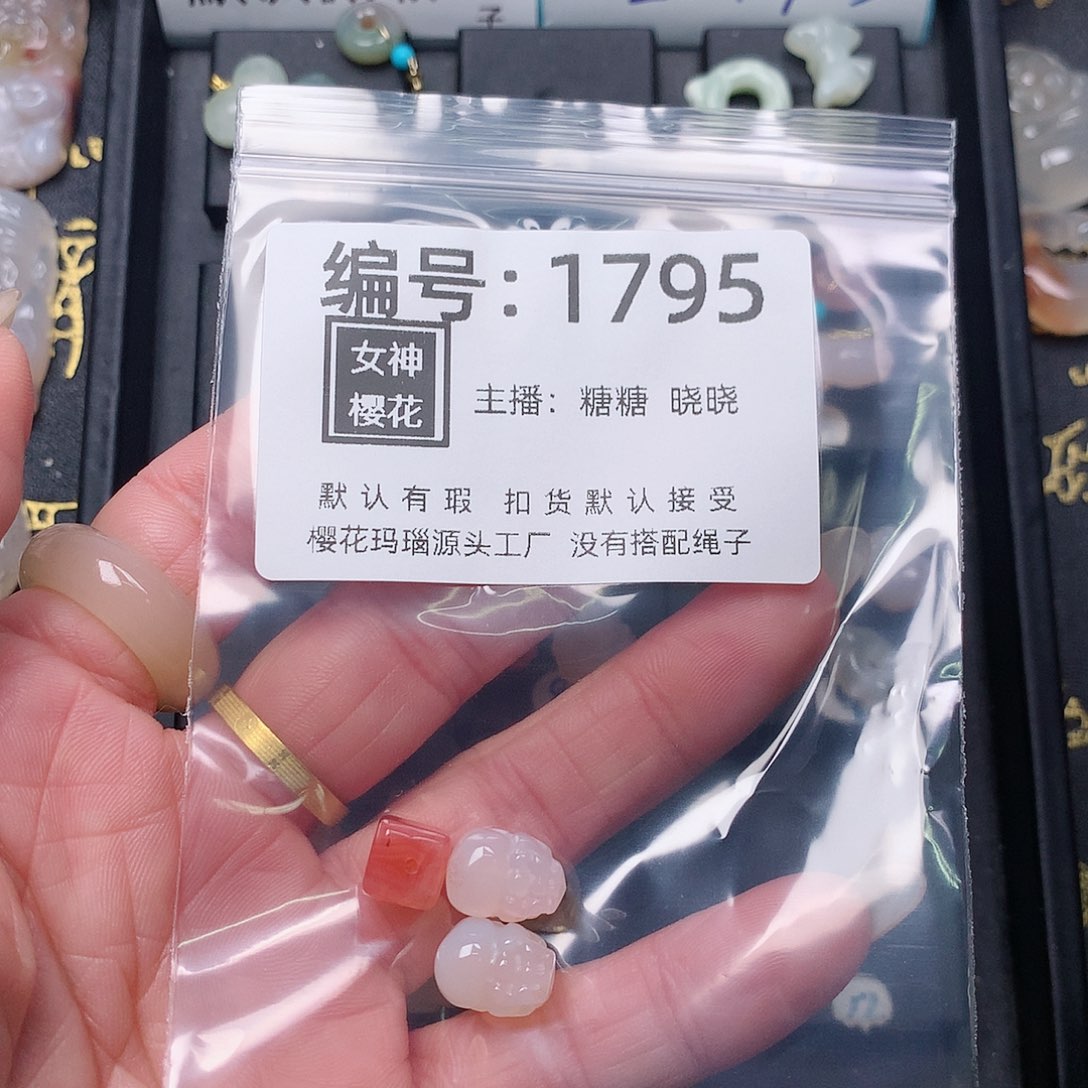 编号：1795
女神
樱花
主播：糖糖 晓晓
默认有瑕 扣货默认接受
樱花玛瑙源头工厂 没有搭配绳子